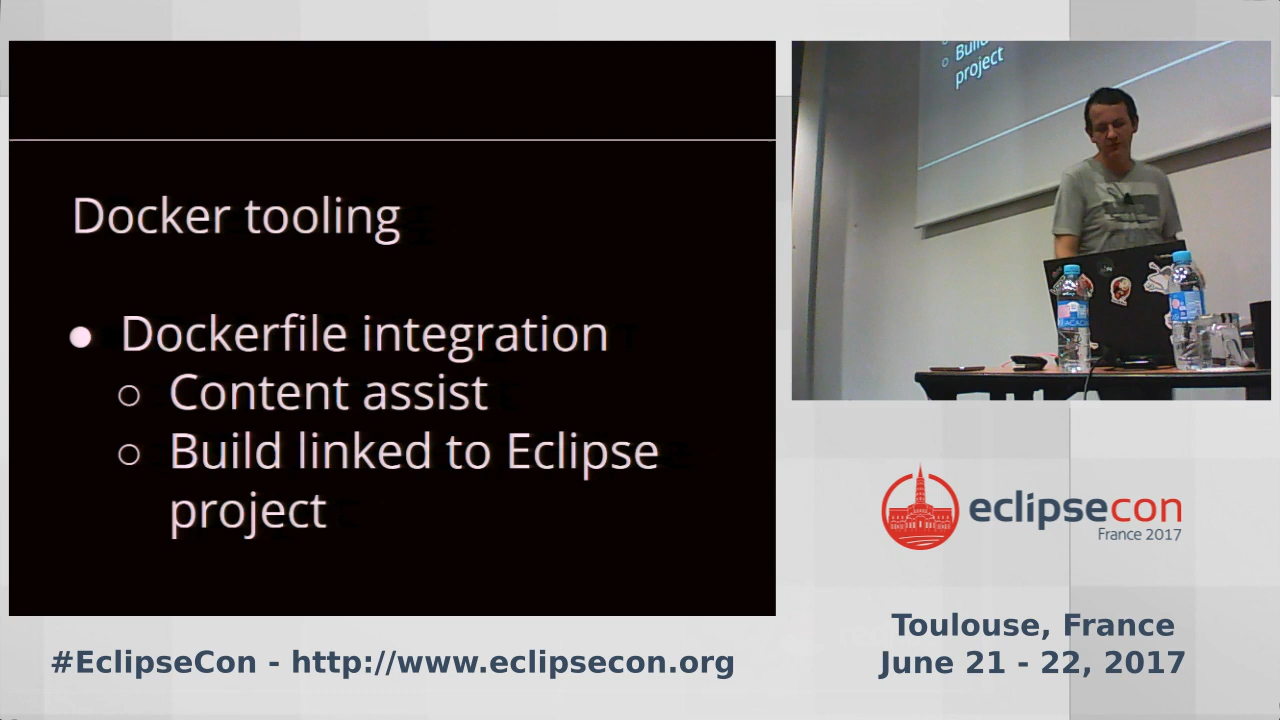 Docker tooling
● Dockerfile integration
○ Content assist
○ Build linked to Eclipse
project
○ Build
project
eclipsecon
France 2017
Toulouse, France
June 21 - 22, 2017
#EclipseCon - http://www.eclipsecon.org